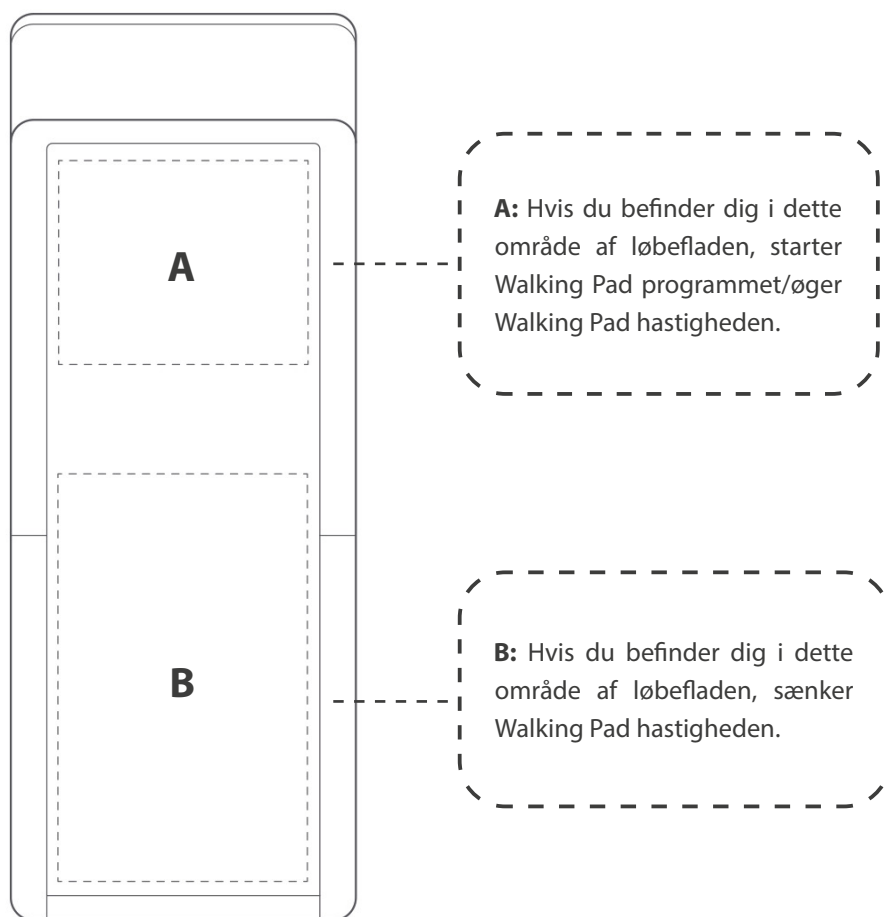 A
A: Hvis du befinder dig i dette
område af løbefladen, starter
Walking Pad programmet/øger
Walking Pad hastigheden.
B
B: Hvis du befinder dig i dette
område af løbefladen, sænker
Walking Pad hastigheden.